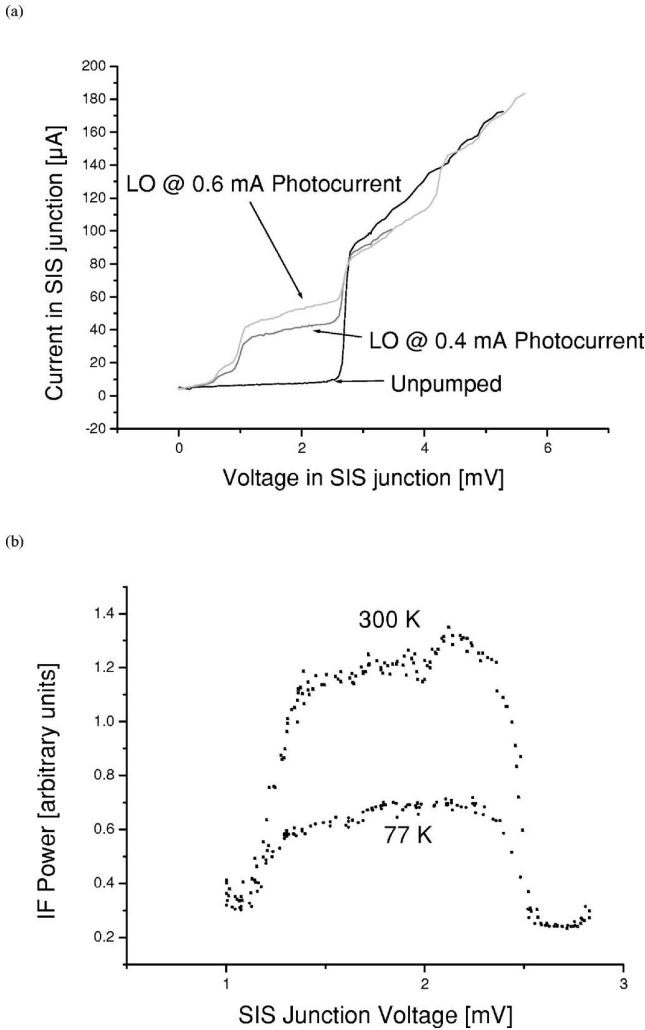 (a)
200
180
160
140
120
100
80
60
40
20
0
-20
Current in SIS junction [µA]
LO @ 0.6 mA Photocurrent
LO @ 0.4 mA Photocurrent
Unpumped
0 2 4 6
Voltage in SIS junction [mV]
(b)
1.4
1.2
1.0
0.8
0.6
0.4
0.2
IF Power [arbitrary units]
300 K
77 K
1 2 3
SIS Junction Voltage [mV]